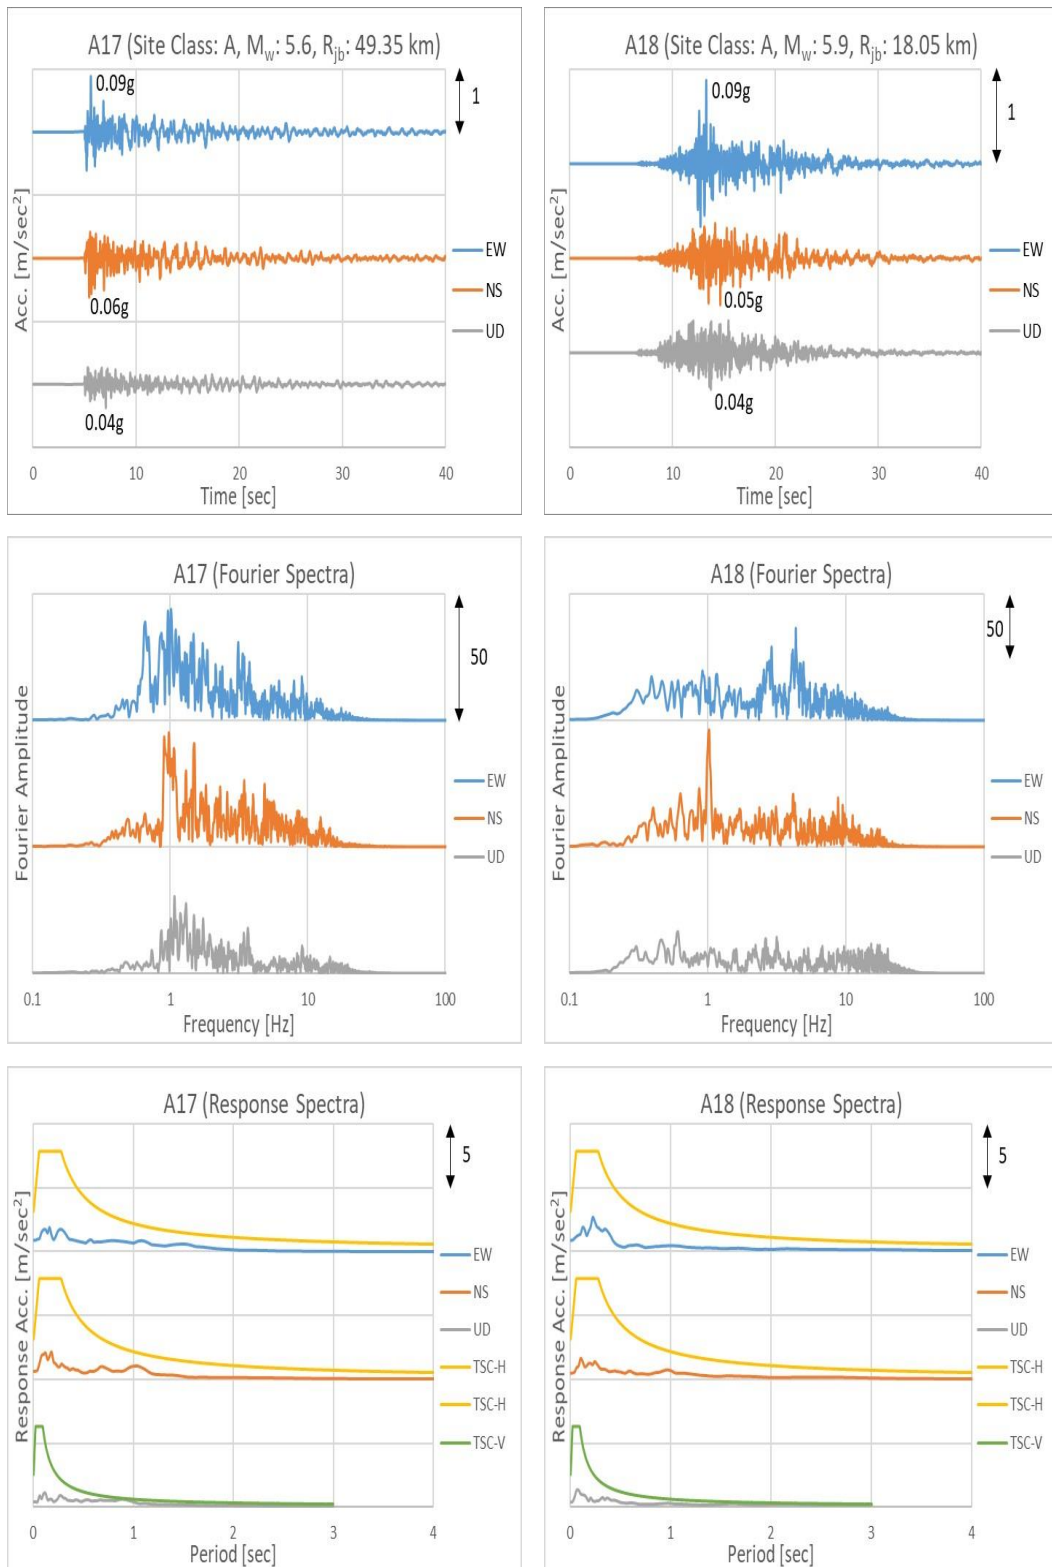 A17 (Site Class: A, Mw: 5.6, Rjb: 49.35 km)
0.09g
1
Acc. [m/sec²]
EW
NS
UD
0.06g
0.04g
0 10 20 30 40
Time [sec]
A18 (Site Class: A, Mw: 5.9, Rjb: 18.05 km)
0.09g
1
Acc. [m/sec²]
EW
NS
UD
0.05g
0.04g
0 10 20 30 40
Time [sec]
A17 (Fourier Spectra)
50
Fourier Amplitude
EW
NS
UD
0.1 1 10 100
Frequency [Hz]
A18 (Fourier Spectra)
50
Fourier Amplitude
EW
NS
UD
0.1 1 10 100
Frequency [Hz]
A17 (Response Spectra)
5
Response Acc. [m/sec²]
EW
NS
UD
TSC-H
TSC-H
TSC-V
0 1 2 3 4
Period [sec]
A18 (Response Spectra)
5
Response Acc. [m/sec²]
EW
NS
UD
TSC-H
TSC-H
TSC-V
0 1 2 3 4
Period [sec]